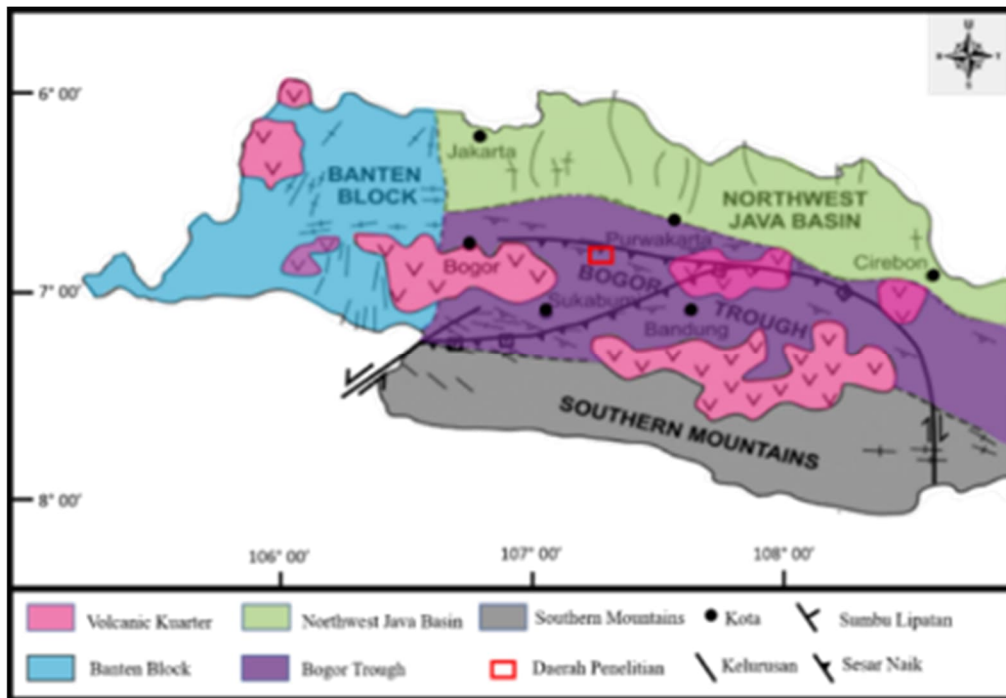 U
B
T
S
6° 00'
7° 00'
8° 00'
BANTEN
BLOCK
Jakarta
NORTHWEST
JAVA BASIN
Purwakarta
Cirebon
Bogor
BOGOR
TROUGH
Sukabumi
Bandung
SOUTHERN MOUNTAINS
106° 00'
107° 00'
108° 00'
Volcanic Kuarter
Northwest Java Basin
Southern Mountains
Kota
Sumbu Lipatan
Banten Block
Bogor Trough
Daerah Penelitian
Kelurusan
Sesar Naik